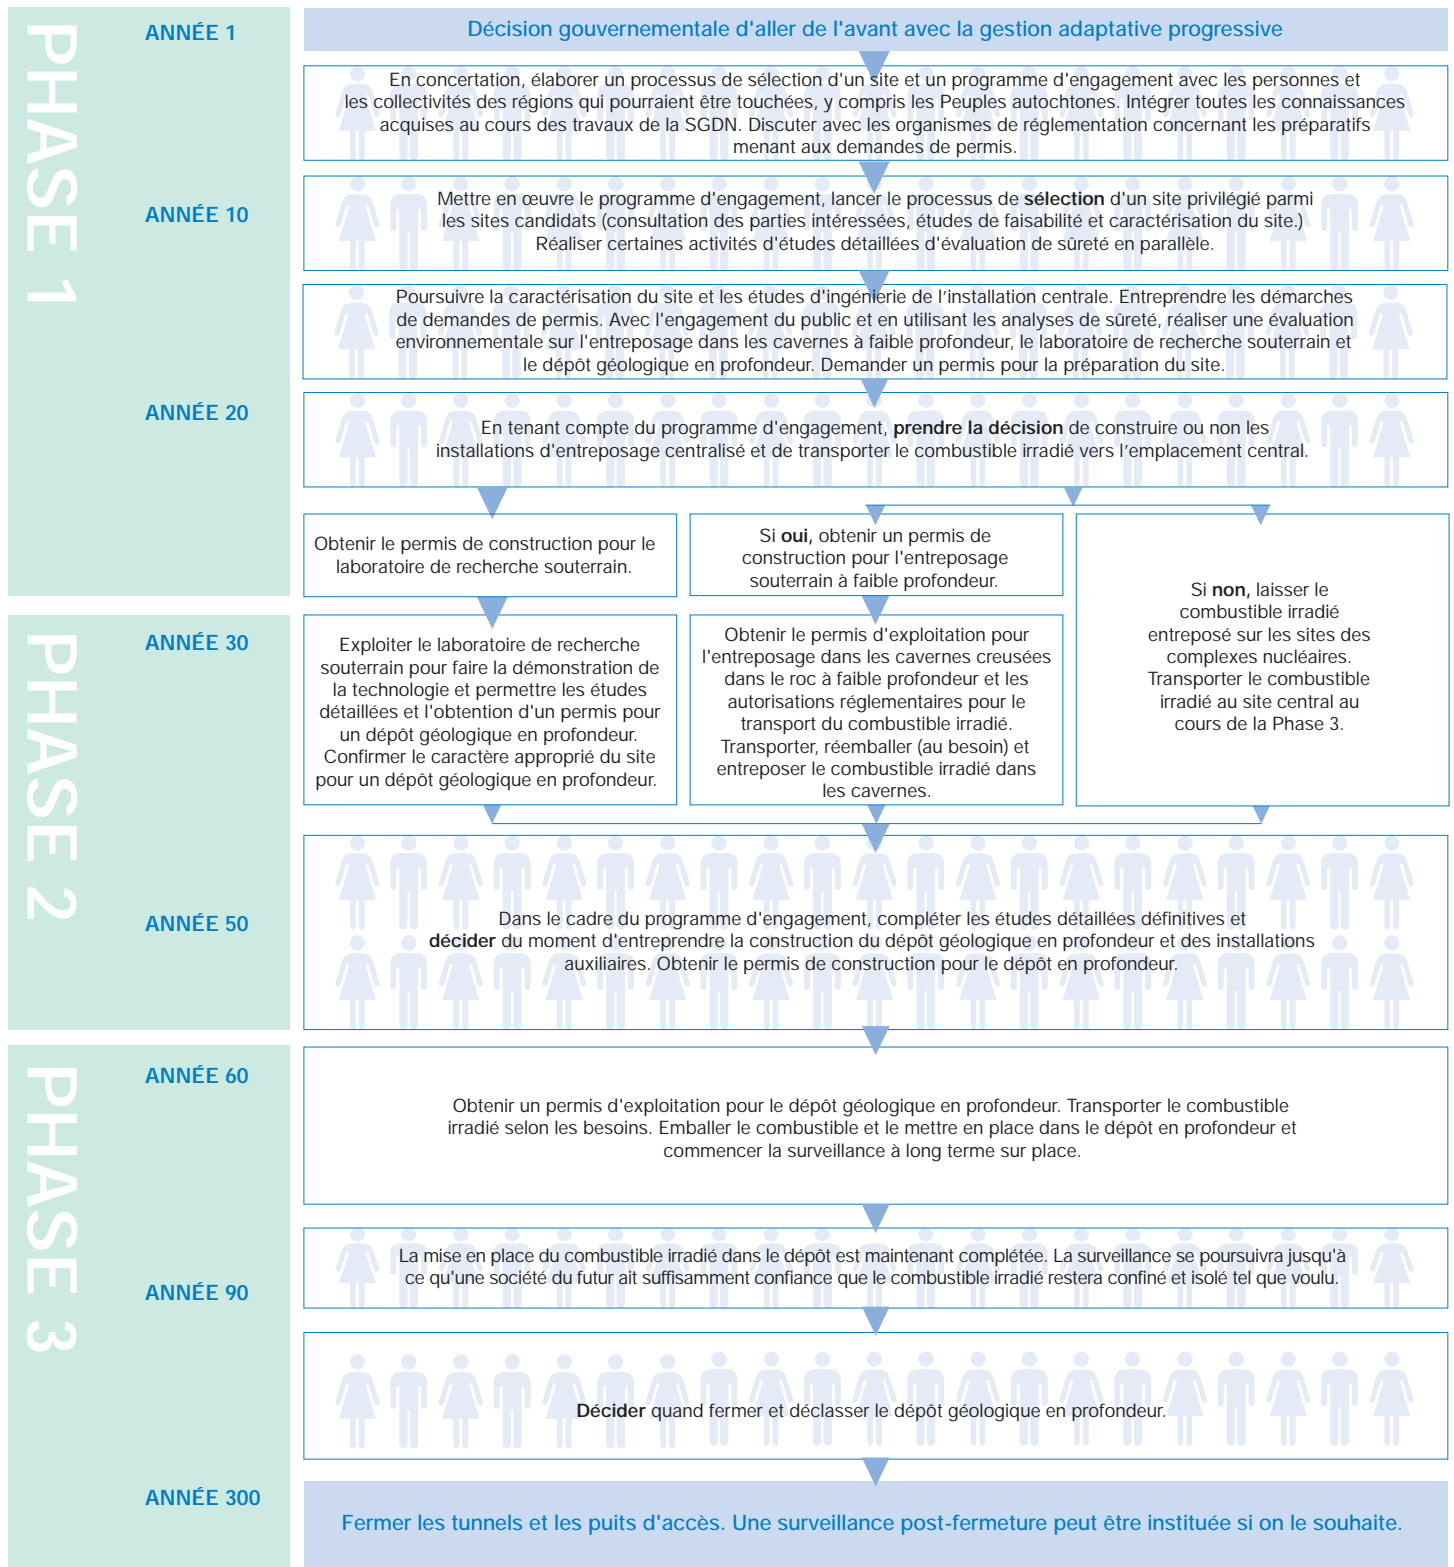 PHASE 1
ANNÉE 1
Décision gouvernementale d'aller de l'avant avec la gestion adaptative progressive
En concertation, élaborer un processus de sélection d'un site et un programme d'engagement avec les personnes et
les collectivités des régions qui pourraient être touchées, y compris les Peuples autochtones. Intégrer toutes les connaissances
acquises au cours des travaux de la SGDN. Discuter avec les organismes de réglementation concernant les préparatifs
menant aux demandes de permis.
ANNÉE 10
Mettre en œuvre le programme d'engagement, lancer le processus de sélection d'un site privilégié parmi
les sites candidats (consultation des parties intéressées, études de faisabilité et caractérisation du site.)
Réaliser certaines activités d'études détaillées d'évaluation de sûreté en parallèle.
Poursuivre la caractérisation du site et les études d'ingénierie de l'installation centrale. Entreprendre les démarches
de demandes de permis. Avec l'engagement du public et en utilisant les analyses de sûreté, réaliser une évaluation
environnementale sur l'entreposage dans les cavernes à faible profondeur, le laboratoire de recherche souterrain et
le dépôt géologique en profondeur. Demander un permis pour la préparation du site.
ANNÉE 20
En tenant compte du programme d'engagement, prendre la décision de construire ou non les
installations d'entreposage centralisé et de transporter le combustible irradié vers l'emplacement central.
Obtenir le permis de construction pour le
laboratoire de recherche souterrain.
Si oui, obtenir un permis de
construction pour l'entreposage
souterrain à faible profondeur.
Si non, laisser le
combustible irradié
entreposé sur les sites des
complexes nucléaires.
Transporter le combustible
irradié au site central au
cours de la Phase 3.
PHASE 2
ANNÉE 30
Exploiter le laboratoire de recherche
souterrain pour faire la démonstration de
la technologie et permettre les études
détaillées et l'obtention d'un permis pour
un dépôt géologique en profondeur.
Confirmer le caractère approprié du site
pour un dépôt géologique en profondeur.
Obtenir le permis d'exploitation pour
l'entreposage dans les cavernes creusées
dans le roc à faible profondeur et les
autorisations réglementaires pour le
transport du combustible irradié.
Transporter, réemballer (au besoin) et
entreposer le combustible irradié dans
les cavernes.
ANNÉE 50
Dans le cadre du programme d'engagement, compléter les études détaillées définitives et
décider du moment d'entreprendre la construction du dépôt géologique en profondeur et des installations
auxiliaires. Obtenir le permis de construction pour le dépôt en profondeur.
PHASE 3
ANNÉE 60
Obtenir un permis d'exploitation pour le dépôt géologique en profondeur. Transporter le combustible
irradié selon les besoins. Emballer le combustible et le mettre en place dans le dépôt en profondeur et
commencer la surveillance à long terme sur place.
La mise en place du combustible irradié dans le dépôt est maintenant complétée. La surveillance se poursuivra jusqu'à
ce qu'une société du futur ait suffisamment confiance que le combustible irradié restera confiné et isolé tel que voulu.
ANNÉE 90
Décider quand fermer et déclasser le dépôt géologique en profondeur.
ANNÉE 300
Fermer les tunnels et les puits d'accès. Une surveillance post-fermeture peut être instituée si on le souhaite.